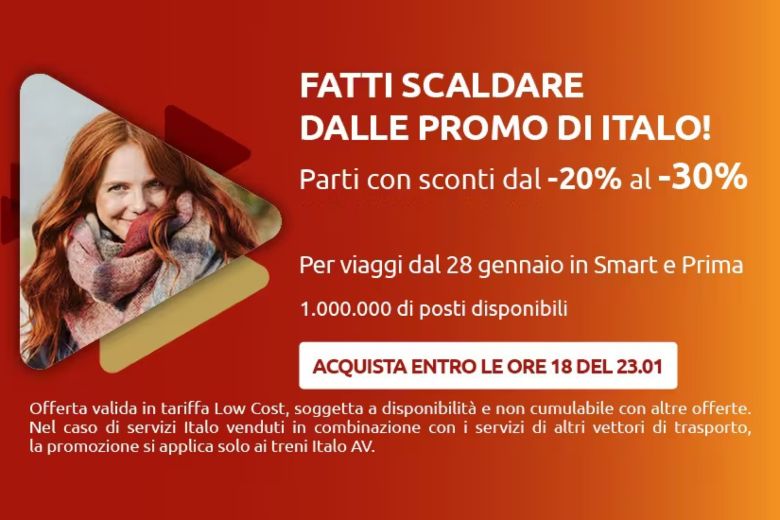 FATTI SCALDARE
DALLE PROMO DI ITALO!
Parti con sconti dal -20% al -30%
Per viaggi dal 28 gennaio in Smart e Prima
1.000.000 di posti disponibili
ACQUISTA ENTRO LE ORE 18 DEL 23.01
Offerta valida in tariffa Low Cost, soggetta a disponibilità e non cumulabile con altre offerte.
Nel caso di servizi Italo venduti in combinazione con i servizi di altri vettori di trasporto,
la promozione si applica solo ai treni Italo AV.